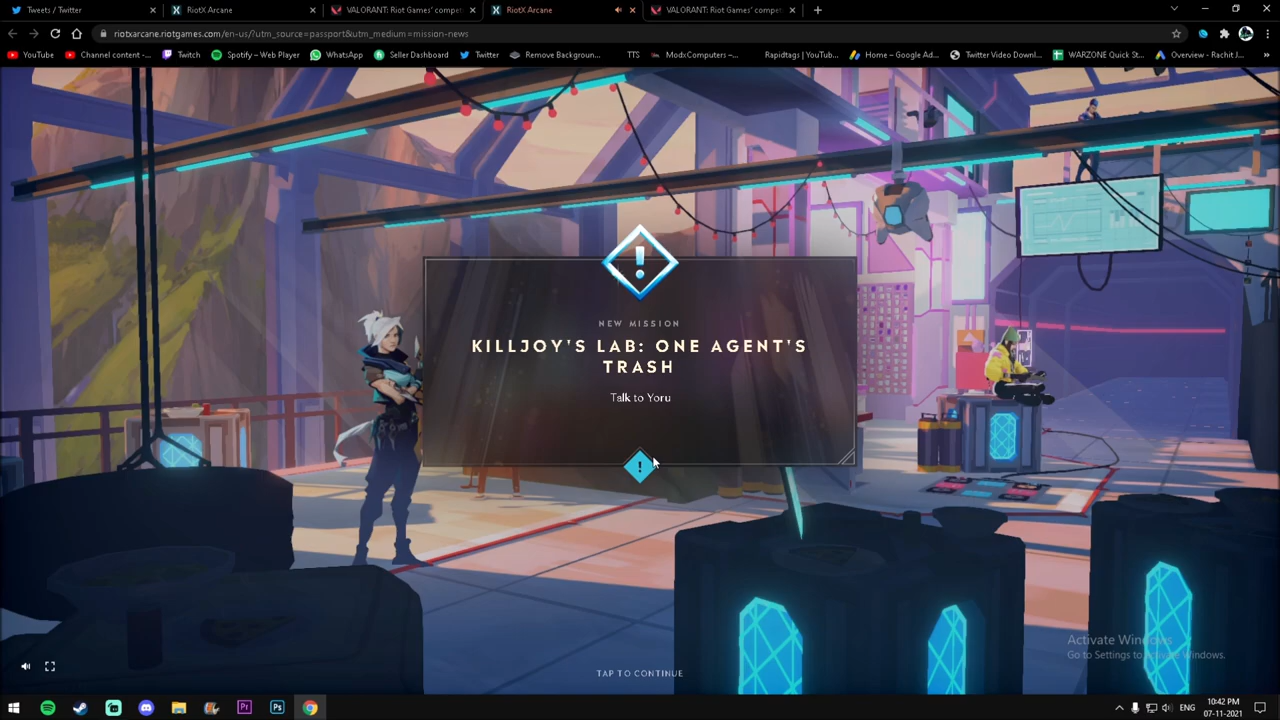 Tweets / Twitter
RiotX Arcane
VALORANT: Riot Games' compet
RiotX Arcane
VALORANT: Riot Games' compet
riotxarcane.riotgames.com/en-us/?utm_source=passport&utm_medium=mission-news
YouTube
Channel content -...
Twitch
Spotify – Web Player
WhatsApp
Seller Dashboard
Twitter
Remove Backgroun...
TTS
ModxComputers –...
Rapidtags | YouTub...
Home – Google Ad...
Twitter Video Downl...
WARZONE Quick St...
Overview - Rachit J...
NEW MISSION
KILLJOY'S LAB: ONE AGENT'S
TRASH
Talk to Yoru
Activate Windows
Go to Settings to Activate Windows.
TAP TO CONTINUE
ENG
10:42 PM
07-11-2021